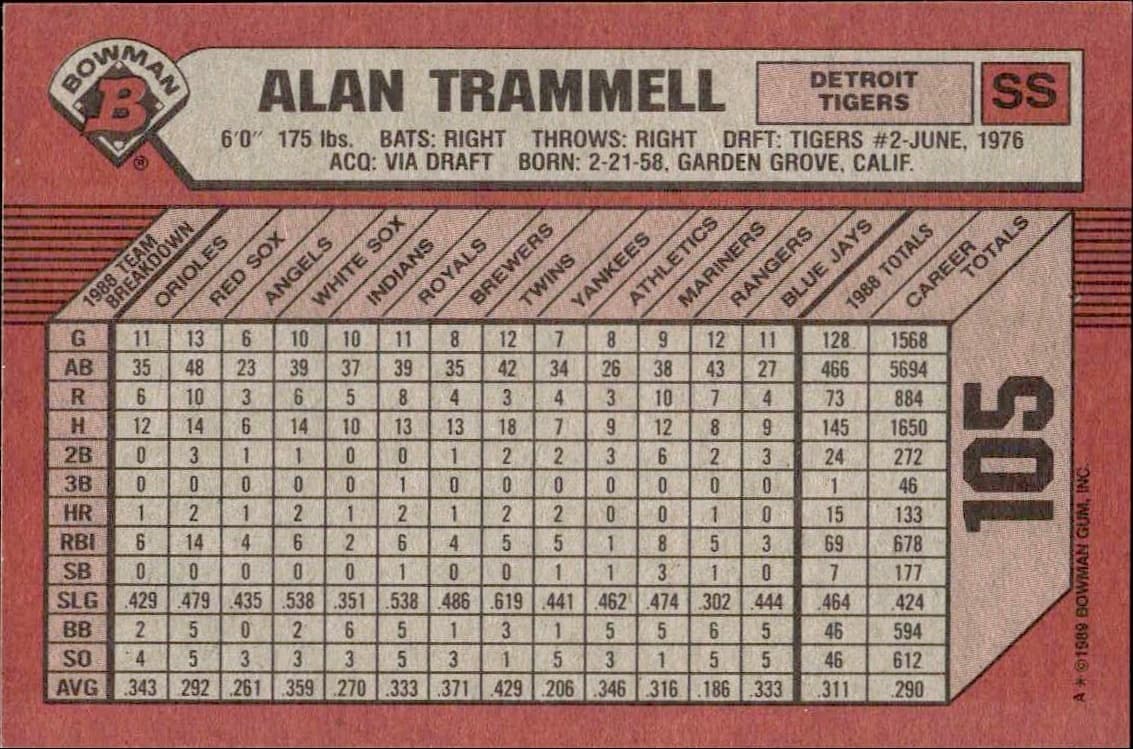 BOWMAN
B
®
ALAN TRAMMELL
DETROIT
TIGERS
SS
6'0" 175 lbs. BATS: RIGHT THROWS: RIGHT DRFT: TIGERS #2-JUNE, 1976
ACQ: VIA DRAFT BORN: 2-21-58, GARDEN GROVE, CALIF.
1988 TEAM BREAKDOWN ORIOLES RED SOX ANGELS WHITE SOX INDIANS ROYALS BREWERS TWINS YANKEES ATHLETICS MARINERS RANGERS BLUE JAYS 1988 TOTALS CAREER TOTALS
G 11 13 6 10 10 11 8 12 7 8 9 12 11 128 1568
AB 35 48 23 39 37 39 35 42 34 26 38 43 27 466 5694
R 6 10 3 6 5 8 4 3 4 3 10 7 4 73 884
H 12 14 6 14 10 13 13 18 7 9 12 8 9 145 1650
2B 0 3 1 1 0 0 1 2 2 3 6 2 3 24 272
3B 0 0 0 0 0 1 0 0 0 0 0 0 0 1 46
HR 1 2 1 2 1 2 1 2 2 0 0 1 0 15 133
RBI 6 14 4 6 2 6 4 5 5 1 8 5 3 69 678
SB 0 0 0 0 0 1 0 0 1 1 3 1 0 7 177
SLG .429 .479 .435 .538 .351 .538 .486 .619 .441 .462 .474 .302 .444 .464 .424
BB 2 5 0 2 6 5 1 3 1 5 5 6 5 46 594
SO 4 5 3 3 3 5 3 1 5 3 1 5 5 46 612
AVG .343 .292 .261 .359 .270 .333 .371 .429 .206 .346 .316 .186 .333 .311 .290
105
A * ©1989 BOWMAN GUM, INC.